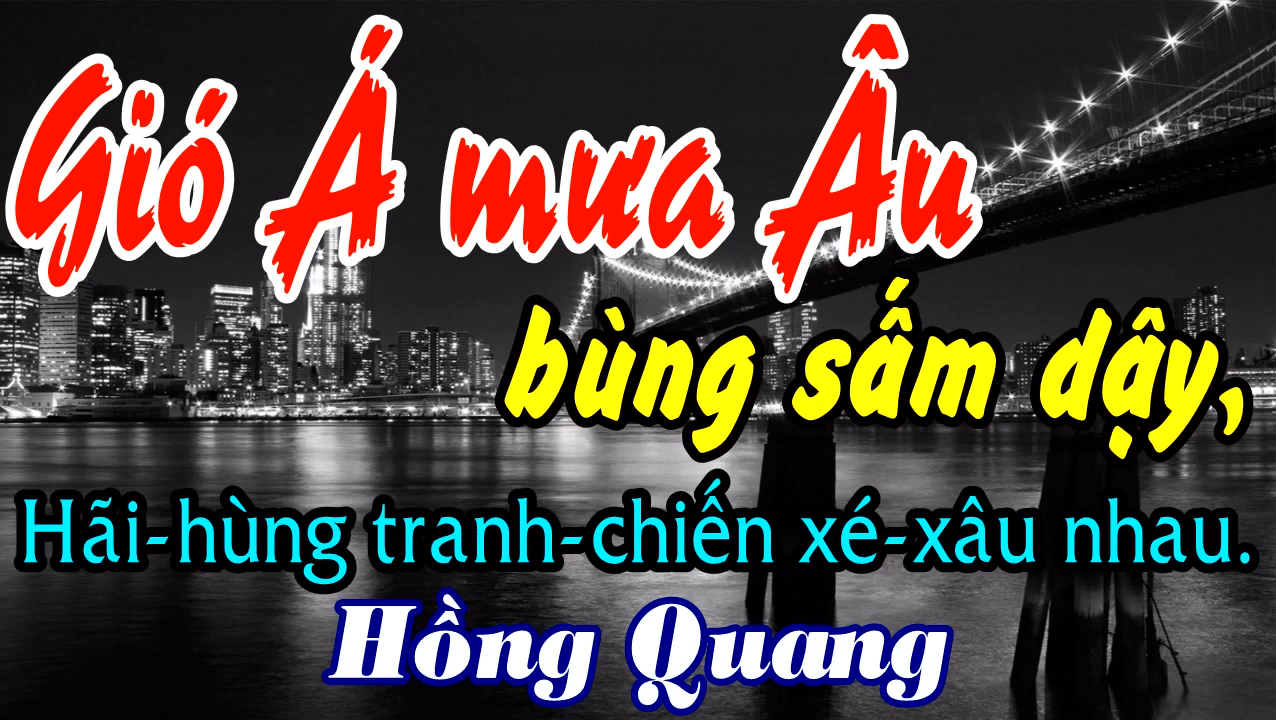 Gió Á mưa Âu
bùng sấm dậy,
Hãi-hùng tranh-chiến xé-xâu nhau.
Hồng Quang